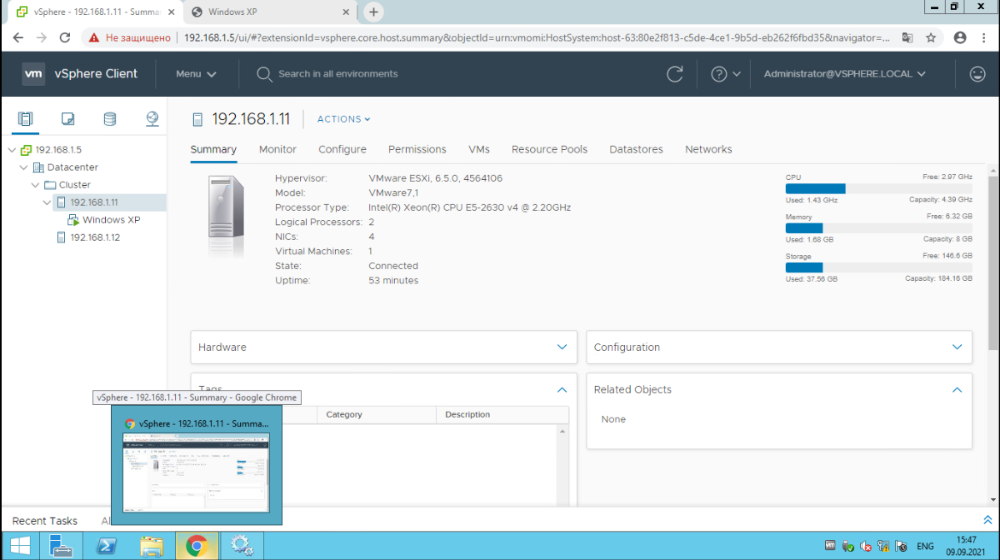 vSphere - 192.168.1.11 - Summa
Windows XP
Не защищено
192.168.1.5/ui/#?extensionId=vsphere.core.host.summary&objectId=urn:vmomi:HostSystem:host-63:80e2f813-c5de-4ce1-9b5d-eb262f6fbd35&navigator=...
vm vSphere Client
Menu
Search in all environments
Administrator@VSPHERE.LOCAL
192.168.1.11
ACTIONS
Summary Monitor Configure Permissions VMs Resource Pools Datastores Networks
192.168.1.5
Datacenter
Cluster
192.168.1.11
Windows XP
192.168.1.12
Hypervisor: VMware ESXi, 6.5.0, 4564106
Model: VMware7,1
Processor Type: Intel(R) Xeon(R) CPU E5-2630 v4 @ 2.20GHz
Logical Processors: 2
NICs: 4
Virtual Machines: 1
State: Connected
Uptime: 53 minutes
CPU Free: 2.97 GHz
Used: 1.43 GHz Capacity: 4.39 GHz
Memory Free: 6.32 GB
Used: 1.68 GB Capacity: 8 GB
Storage Free: 146.6 GB
Used: 37.56 GB Capacity: 184.16 GB
Hardware
Configuration
Tags
Category Description
Related Objects
None
vSphere - 192.168.1.11 - Summary - Google Chrome
vSphere - 192.168.1.11 - Summa...
Recent Tasks Al
vm
ENG
15:47
09.09.2021